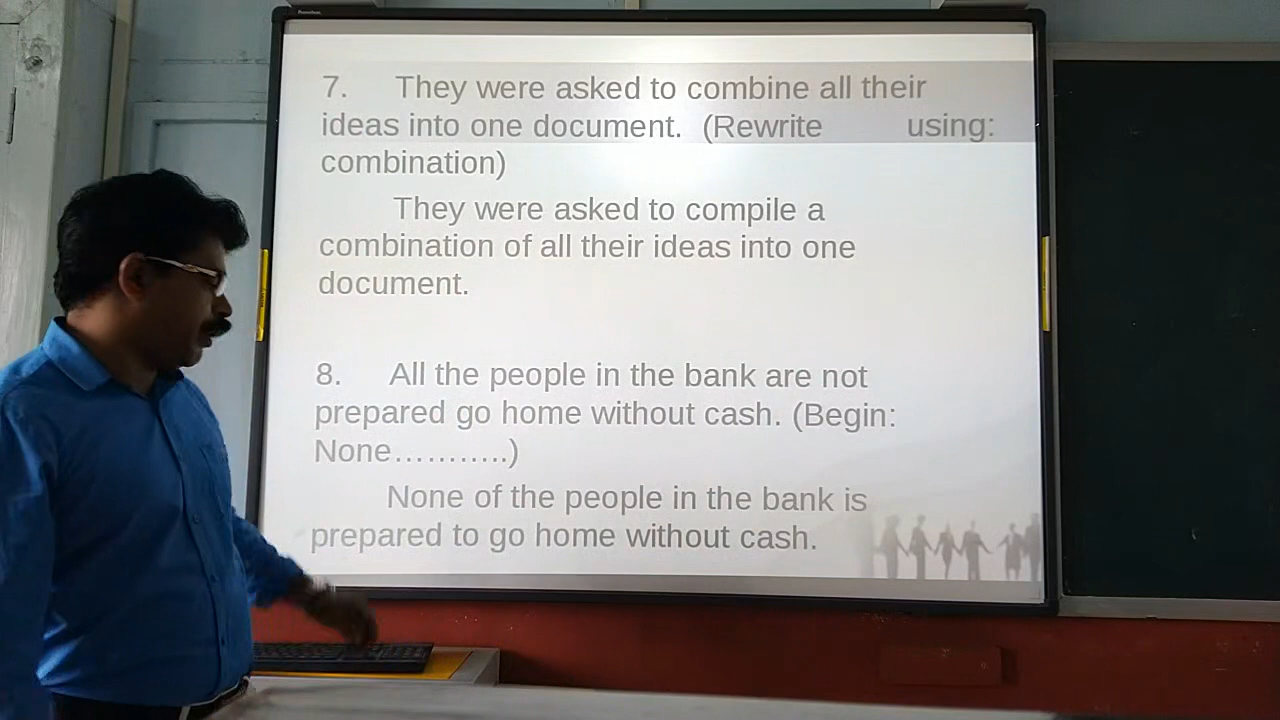 7. They were asked to combine all their
ideas into one document. (Rewrite using:
combination)
They were asked to compile a
combination of all their ideas into one
document.
8. All the people in the bank are not
prepared go home without cash. (Begin:
None………..)
None of the people in the bank is
prepared to go home without cash.